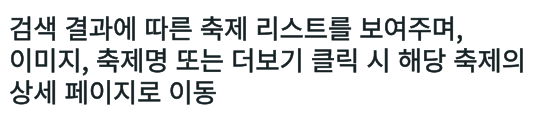 검색 결과에 따른 축제 리스트를 보여주며,
이미지, 축제명 또는 더보기 클릭 시 해당 축제의
상세 페이지로 이동